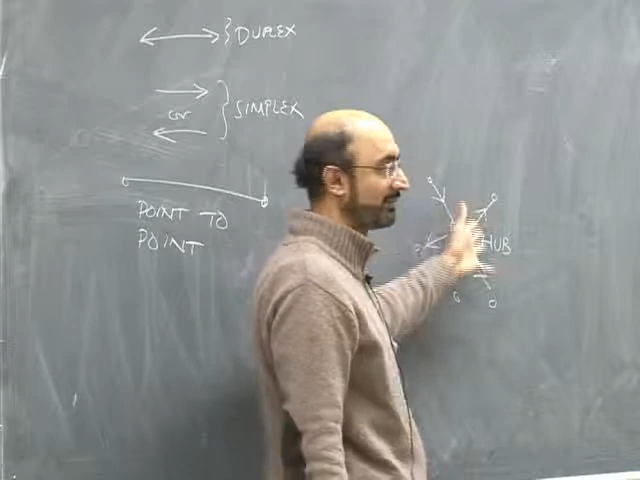 DUPLEX
or
SIMPLEX
POINT TO
POINT
HUB